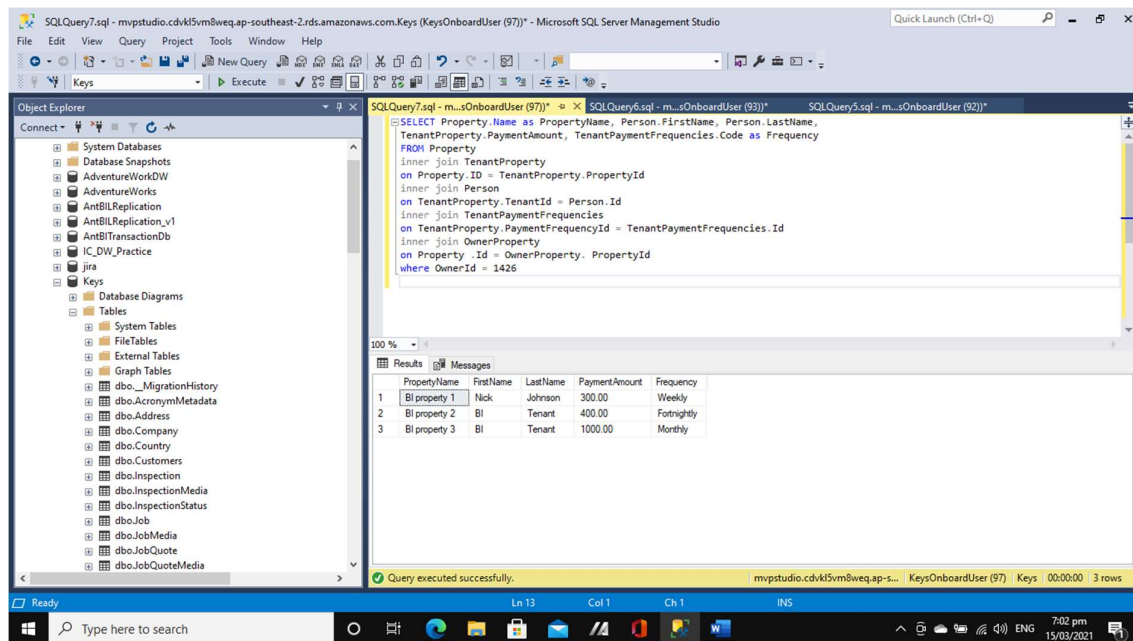 SQLQuery7.sql - mvpstudio.cdvkl5vm8weq.ap-southeast-2.rds.amazonaws.com.Keys (KeysOnboardUser (97))* - Microsoft SQL Server Management Studio
Quick Launch (Ctrl+Q)
File Edit View Query Project Tools Window Help
New Query
Keys Execute
Object Explorer
SQLQuery7.sql - m...sOnboardUser (97))* SQLQuery6.sql - m...sOnboardUser (93))* SQLQuery5.sql - m...sOnboardUser (92))*
Connect
System Databases
Database Snapshots
AdventureWorkDW
AdventureWorks
AntBILReplication
AntBILReplication_v1
AntBITransactionDb
IC_DW_Practice
jira
Keys
Database Diagrams
Tables
System Tables
FileTables
External Tables
Graph Tables
dbo.__MigrationHistory
dbo.AcronymMetadata
dbo.Address
dbo.Company
dbo.Country
dbo.Customers
dbo.Inspection
dbo.InspectionMedia
dbo.InspectionStatus
dbo.Job
dbo.JobMedia
dbo.JobQuote
dbo.JobQuoteMedia
SELECT Property.Name as PropertyName, Person.FirstName, Person.LastName,
TenantProperty.PaymentAmount, TenantPaymentFrequencies.Code as Frequency
FROM Property
inner join TenantProperty
on Property.ID = TenantProperty.PropertyId
inner join Person
on TenantProperty.TenantId = Person.Id
inner join TenantPaymentFrequencies
on TenantProperty.PaymentFrequencyId = TenantPaymentFrequencies.Id
inner join OwnerProperty
on Property .Id = OwnerProperty. PropertyId
where OwnerId = 1426
100 %
Results Messages
PropertyName FirstName LastName PaymentAmount Frequency
1 BI property 1 Nick Johnson 300.00 Weekly
2 BI property 2 BI Tenant 400.00 Fortnightly
3 BI property 3 BI Tenant 1000.00 Monthly
Query executed successfully. mvpstudio.cdvkl5vm8weq.ap-s... KeysOnboardUser (97) Keys 00:00:00 3 rows
Ready Ln 13 Col 1 Ch 1 INS
Type here to search
ENG
7:02 pm
15/03/2021